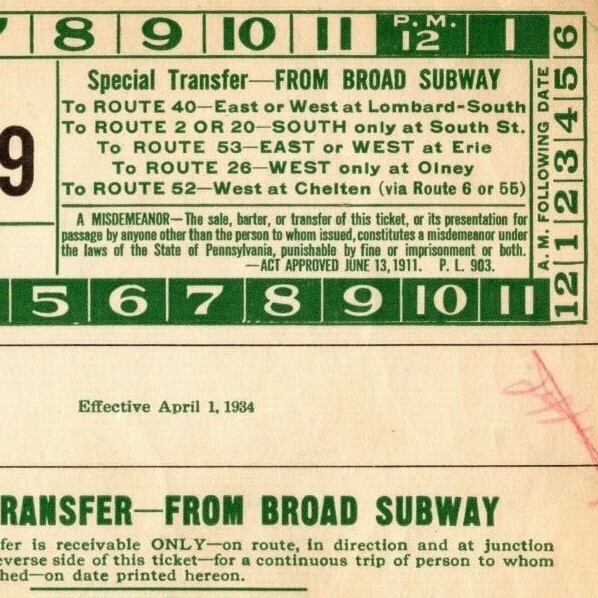 7 8 9 10 11 P. M. 12 1
Special Transfer—FROM BROAD SUBWAY
To ROUTE 40—East or West at Lombard-South
To ROUTE 2 OR 20—SOUTH only at South St.
To ROUTE 53—EAST or WEST at Erie
To ROUTE 26—WEST only at Olney
To ROUTE 52—West at Chelten (via Route 6 or 55)
9
A MISDEMEANOR—The sale, barter, or transfer of this ticket, or its presentation for
passage by anyone other than the person to whom issued, constitutes a misdemeanor under
the laws of the State of Pennsylvania, punishable by fine or imprisonment or both.
—ACT APPROVED JUNE 13, 1911. P. L. 903.
A.M. FOLLOWING DATE
12 1 2 3 4 5 6
5 6 7 8 9 10 11
Effective April 1, 1934
RANSFER—FROM BROAD SUBWAY
fer is receivable ONLY—on route, in direction and at junction
everse side of this ticket—for a continuous trip of person to whom
hed—on date printed hereon.